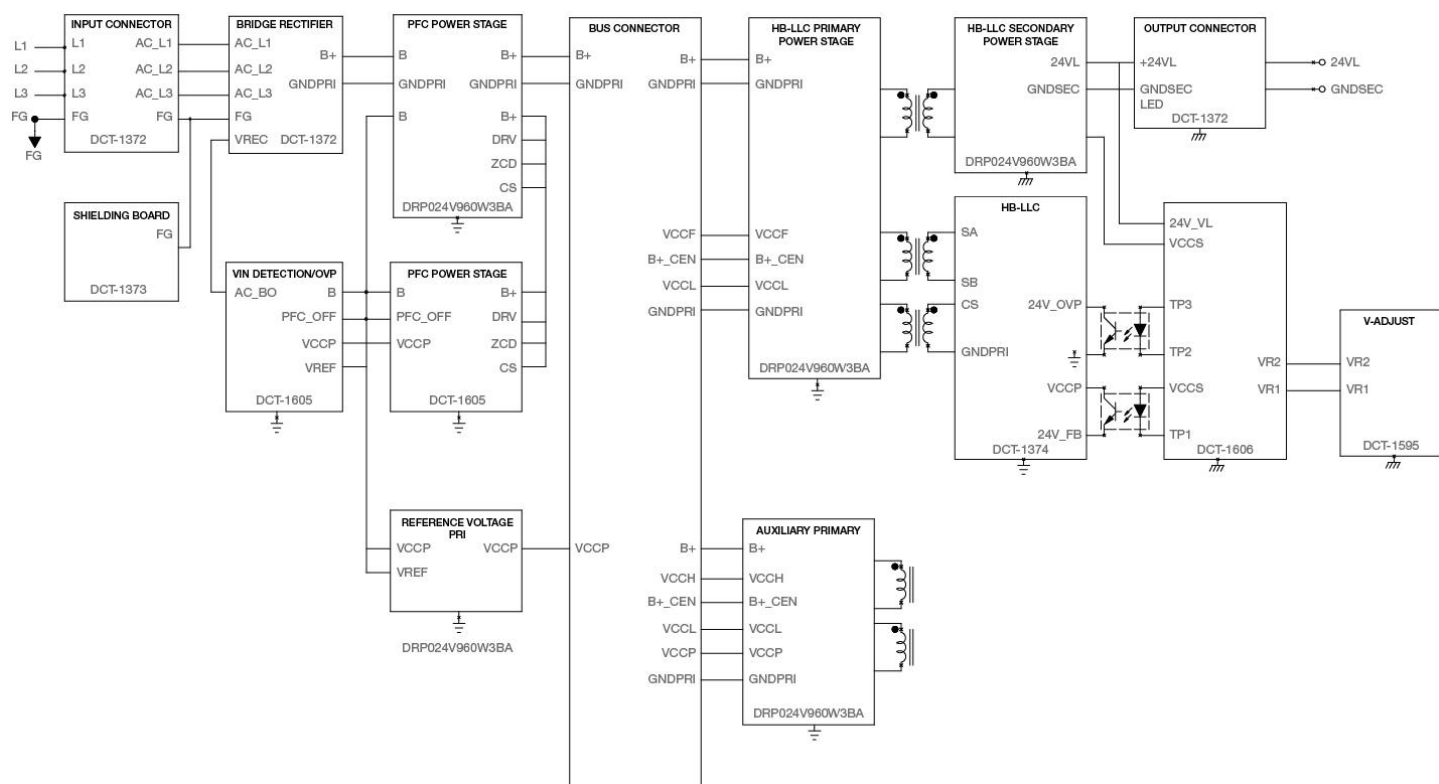 INPUT CONNECTOR
L1 L1 AC_L1
L2 L2 AC_L2
L3 L3 AC_L3
FG FG FG
DCT-1372
FG
BRIDGE RECTIFIER
AC_L1 B+
AC_L2 GNDPRI
AC_L3
FG
VREC DCT-1372
PFC POWER STAGE
B B+
GNDPRI GNDPRI
B B+
DRV
ZCD
CS
DRP024V960W3BA
SHIELDING BOARD
FG
DCT-1373
VIN DETECTION/OVP
AC_BO B
PFC_OFF
VCCP
VREF
DCT-1605
PFC POWER STAGE
B B+
PFC_OFF DRV
VCCP ZCD
CS
DCT-1605
REFERENCE VOLTAGE
PRI
VCCP VCCP
VREF
DRP024V960W3BA
BUS CONNECTOR
B+ B+
GNDPRI GNDPRI
VCCF
B+_CEN
VCCL
GNDPRI
VCCP B+
VCCH
B+_CEN
VCCL
VCCP
GNDPRI
HB-LLC PRIMARY
POWER STAGE
B+
GNDPRI
VCCF
B+_CEN
VCCL
GNDPRI
DRP024V960W3BA
AUXILIARY PRIMARY
B+
VCCH
B+_CEN
VCCL
VCCP
GNDPRI
DRP024V960W3BA
HB-LLC SECONDARY
POWER STAGE
24VL
GNDSEC
DRP024V960W3BA
HB-LLC
SA
SB
CS 24V_OVP
GNDPRI
VCCP
24V_FB
DCT-1374
OUTPUT CONNECTOR
+24VL 24VL
GNDSEC GNDSEC
LED
DCT-1372
24V_VL
VCCS
TP3
TP2
VR2
VCCS VR1
TP1
DCT-1606
V-ADJUST
VR2
VR1
DCT-1595